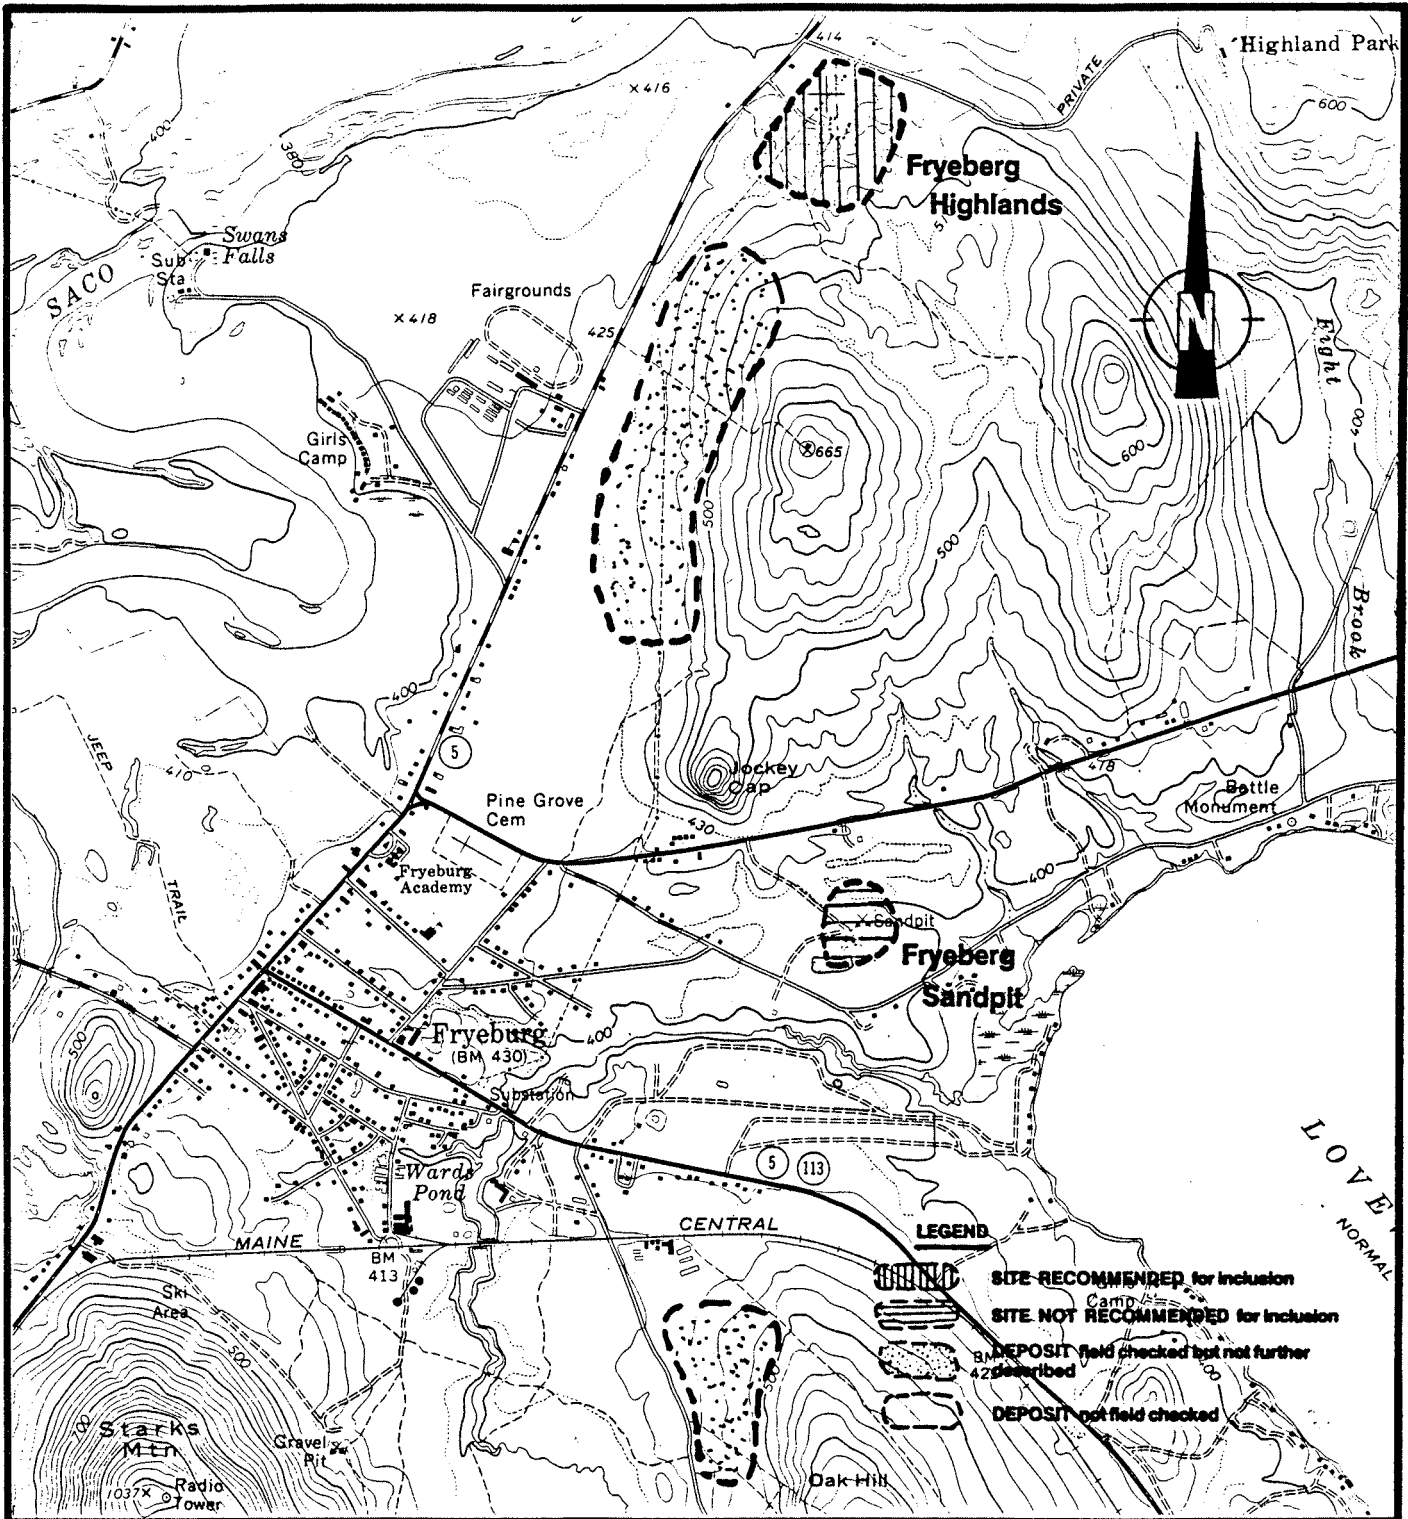 414
Highland Park
×416
PRIVATE
600
400
380
Fryeberg
Highlands
Swans
Falls
Sub
Sta
SACO
Fairgrounds
×418
425
N
Eight
400
Girls
Camp
×665
600
500
500
Brook
400
JEEP
5
410
Jockey
Cap
478
Battle
Monument
Pine Grove
Cem
430
TRAIL
Fryeburg
Academy
400
×Sandpit
Fryeberg
Sandpit
500
Fryeburg
(BM 430)
400
Substation
5
113
LOVE
Wards
Pond
NORMAL
MAINE
CENTRAL
BM
413
LEGEND
SITE RECOMMENDED for inclusion
Camp
SITE NOT RECOMMENDED for inclusion
DEPOSIT field checked but not further
described
DEPOSIT not field checked
Ski
Area
500
500
Starks
Mtn
Gravel
Pit
Oak Hill
Radio
Tower
1037×